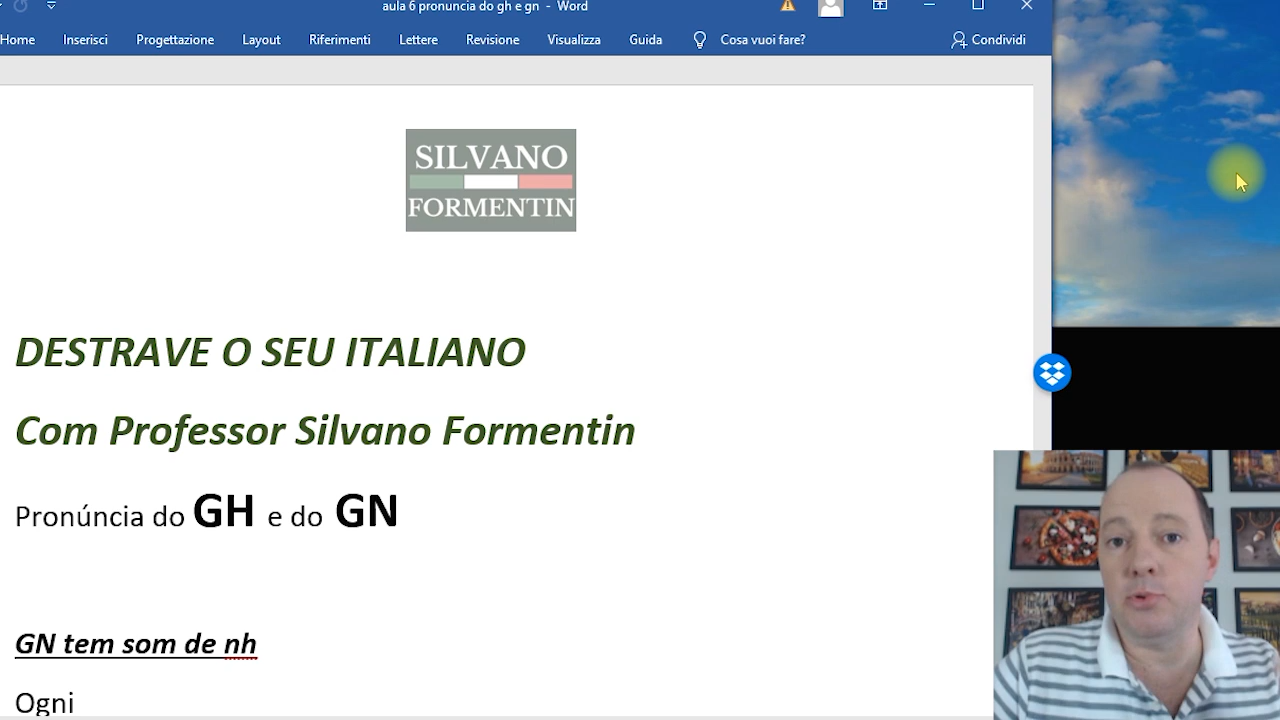 aula 6 pronuncia do gh e gn - Word
Home Inserisci Progettazione Layout Riferimenti Lettere Revisione Visualizza Guida Cosa vuoi fare? Condividi
SILVANO
FORMENTIN
DESTRAVE O SEU ITALIANO
Com Professor Silvano Formentin
Pronúncia do GH e do GN
GN tem som de nh
Ogni